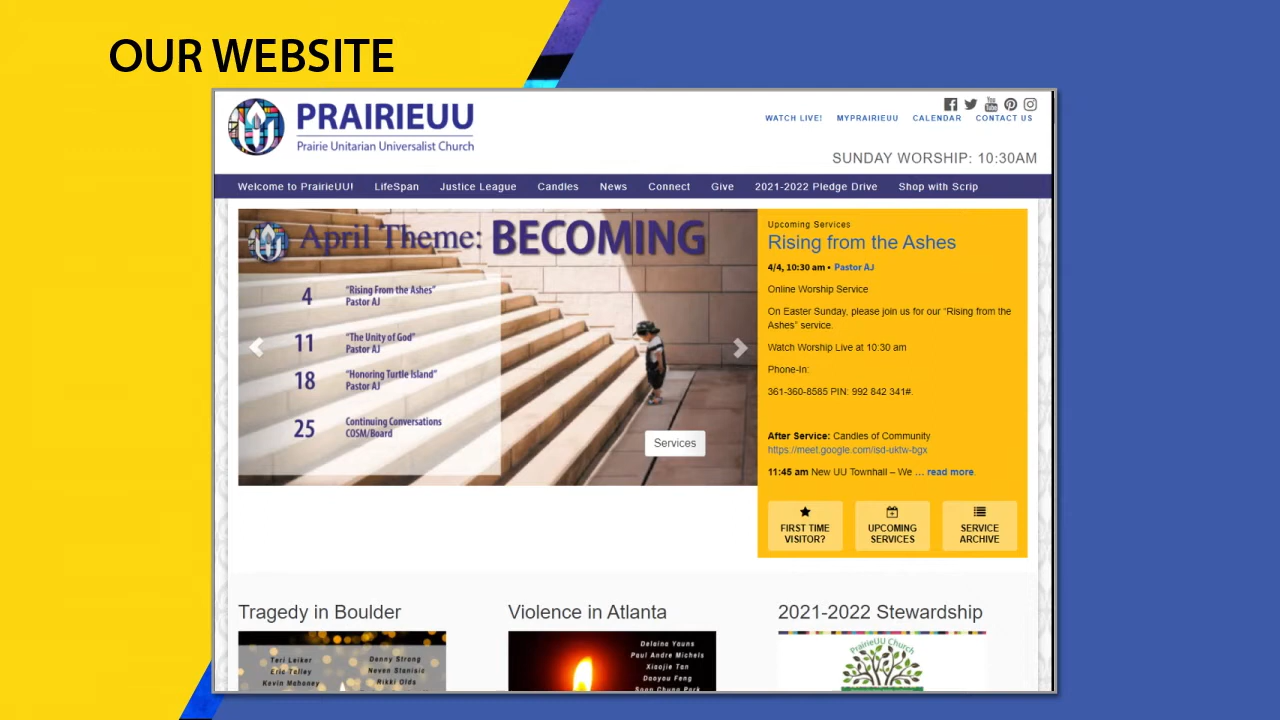 OUR WEBSITE
PRAIRIEUU
Prairie Unitarian Universalist Church
You Tube
WATCH LIVE! MYPRAIRIEUU CALENDAR CONTACT US
SUNDAY WORSHIP: 10:30AM
Welcome to PrairieUU! LifeSpan Justice League Candles News Connect Give 2021-2022 Pledge Drive Shop with Scrip
April Theme: BECOMING
4 "Rising From the Ashes"
Pastor AJ
11 "The Unity of God"
Pastor AJ
18 "Honoring Turtle Island"
Pastor AJ
25 Continuing Conversations
COSM/Board
Services
Upcoming Services
Rising from the Ashes
4/4, 10:30 am • Pastor AJ
Online Worship Service
On Easter Sunday, please join us for our "Rising from the
Ashes" service.
Watch Worship Live at 10:30 am
Phone-In:
361-360-8585 PIN: 992 842 341#.
After Service: Candles of Community
https://meet.google.com/isd-uktw-bgx
11:45 am New UU Townhall – We … read more.
FIRST TIME
VISITOR?
UPCOMING
SERVICES
SERVICE
ARCHIVE
Tragedy in Boulder
Teri Leiker
Eric Talley
Kevin Mahoney
Denny Strong
Neven Stanisic
Rikki Olds
Violence in Atlanta
Delaina Yauns
Paul Andre Michels
Xiaojie Tan
Daoyou Feng
Soon Chung Park
2021-2022 Stewardship
PrairieUU Church